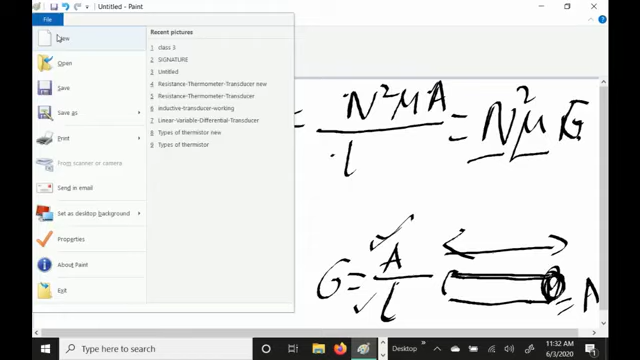 Untitled - Paint
File
New
Open
Save
Save as
Print
From scanner or camera
Send in email
Set as desktop background
Properties
About Paint
Exit
Recent pictures
1 class 3
2 SIGNATURE
3 Untitled
4 Resistance-Thermometer-Transducer new
5 Resistance-Thermometer-Transducer
6 inductive-transducer-working
7 Linear-Variable-Differential-Transducer
8 Types of thermistor new
9 Types of thermistor
= N²μA / l = N²μG
G = A / l
= A
Type here to search
Desktop
11:32 AM
6/3/2020